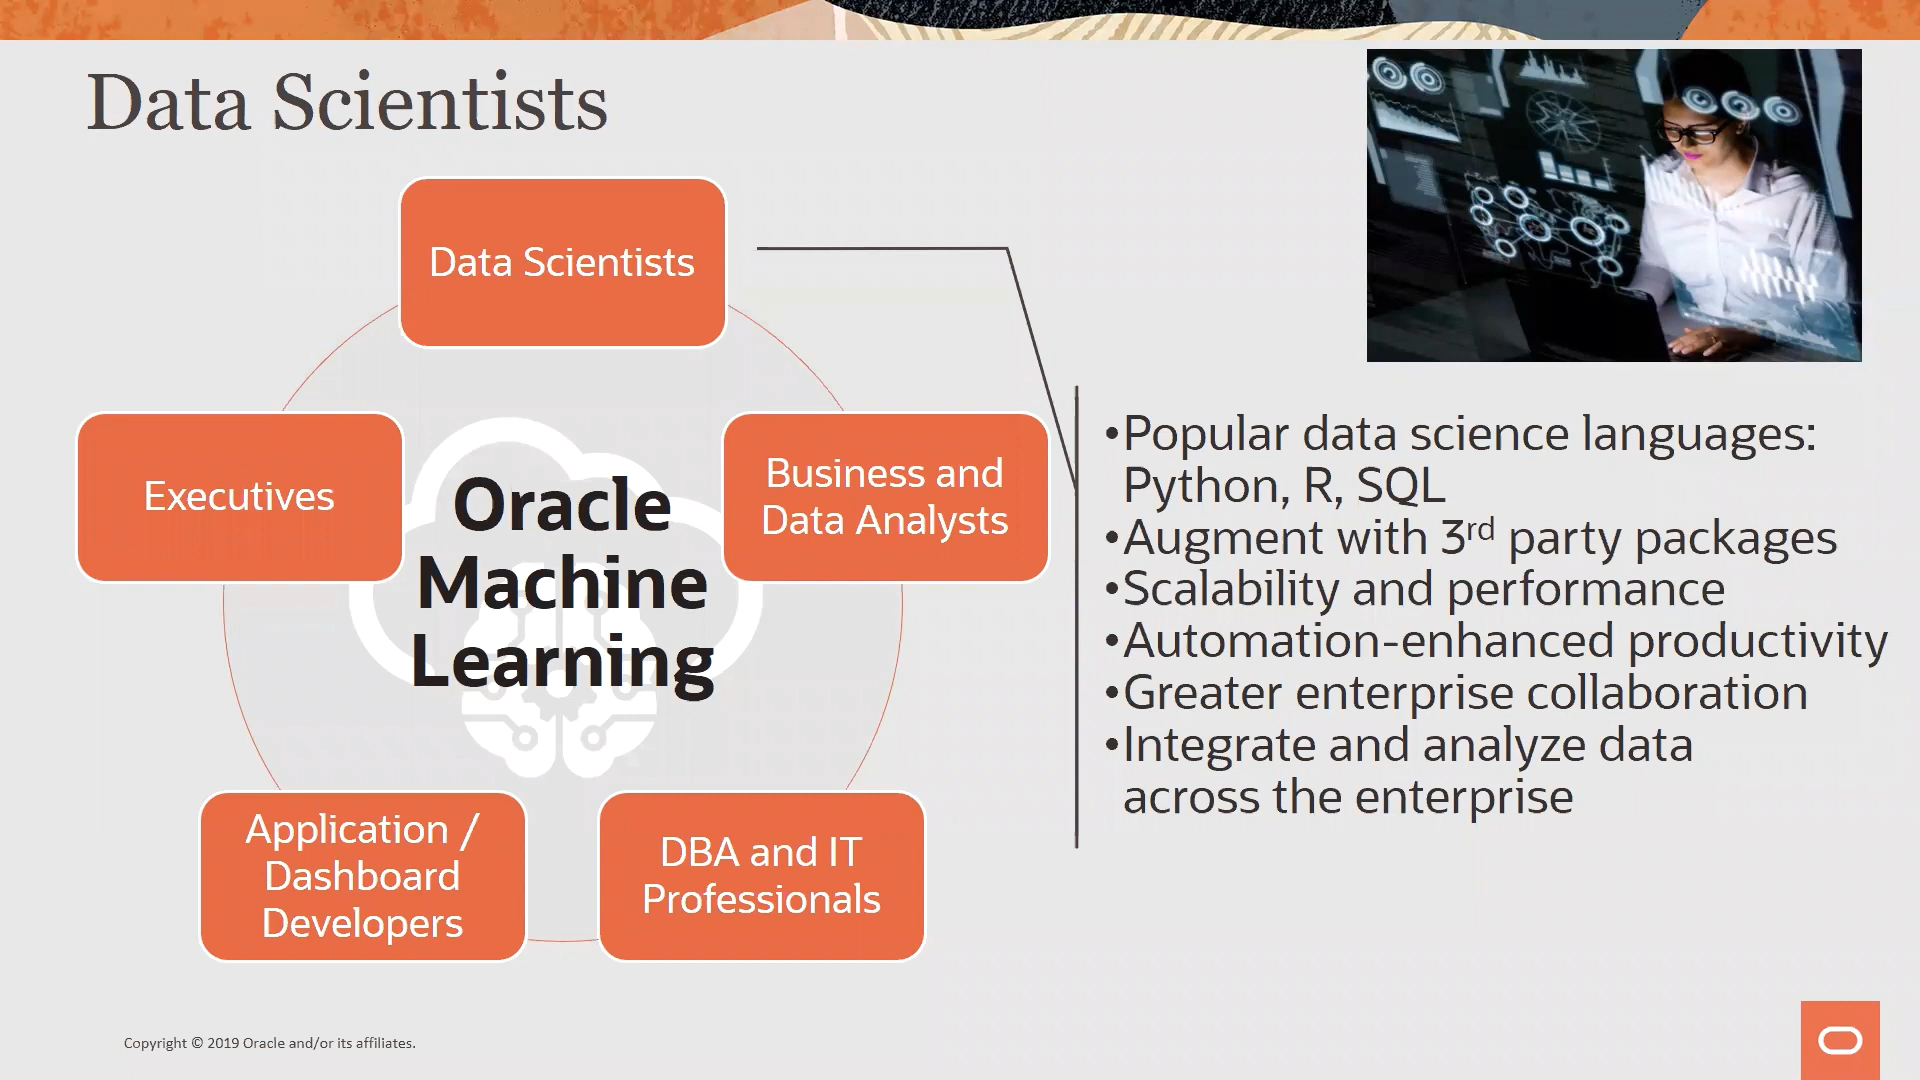 Data Scientists
Data Scientists
Executives
Business and
Data Analysts
Oracle
Machine
Learning
Application /
Dashboard
Developers
DBA and IT
Professionals
•Popular data science languages:
Python, R, SQL
•Augment with 3rd party packages
•Scalability and performance
•Automation-enhanced productivity
•Greater enterprise collaboration
•Integrate and analyze data
across the enterprise
Copyright © 2019 Oracle and/or its affiliates.